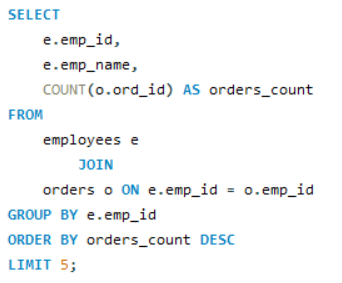 SELECT
    e.emp_id,
    e.emp_name,
    COUNT(o.ord_id) AS orders_count
FROM
    employees e
        JOIN
    orders o ON e.emp_id = o.emp_id
GROUP BY e.emp_id
ORDER BY orders_count DESC
LIMIT 5;